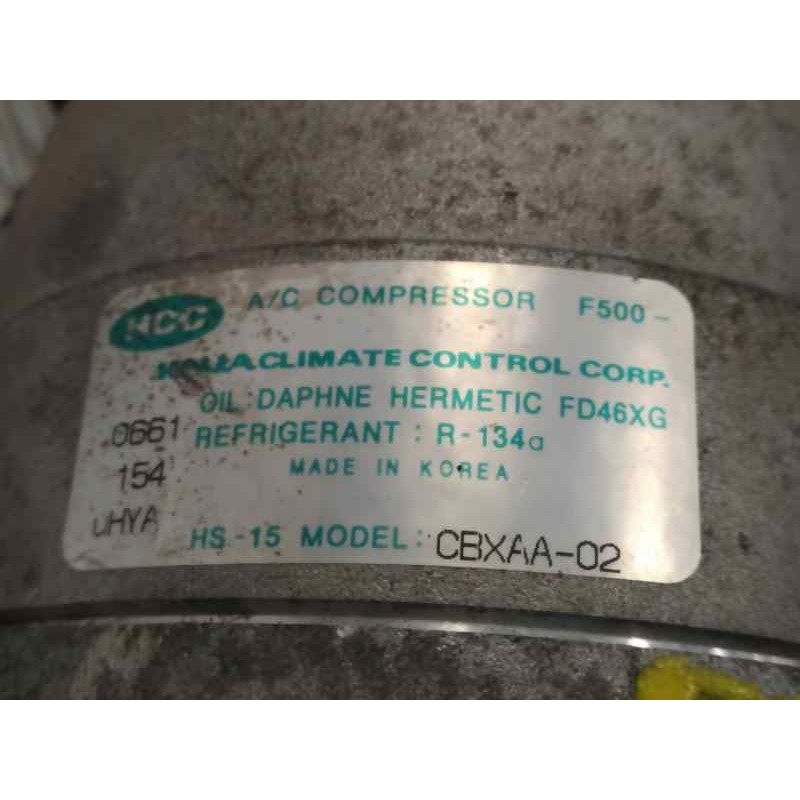 HCC A/C COMPRESSOR F500-
CLIMATE CONTROL CORP.
OIL : DAPHNE HERMETIC FD46XG
0661 REFRIGERANT : R-134a
154 MADE IN KOREA
UHYA
HS-15 MODEL: CBXAA-02